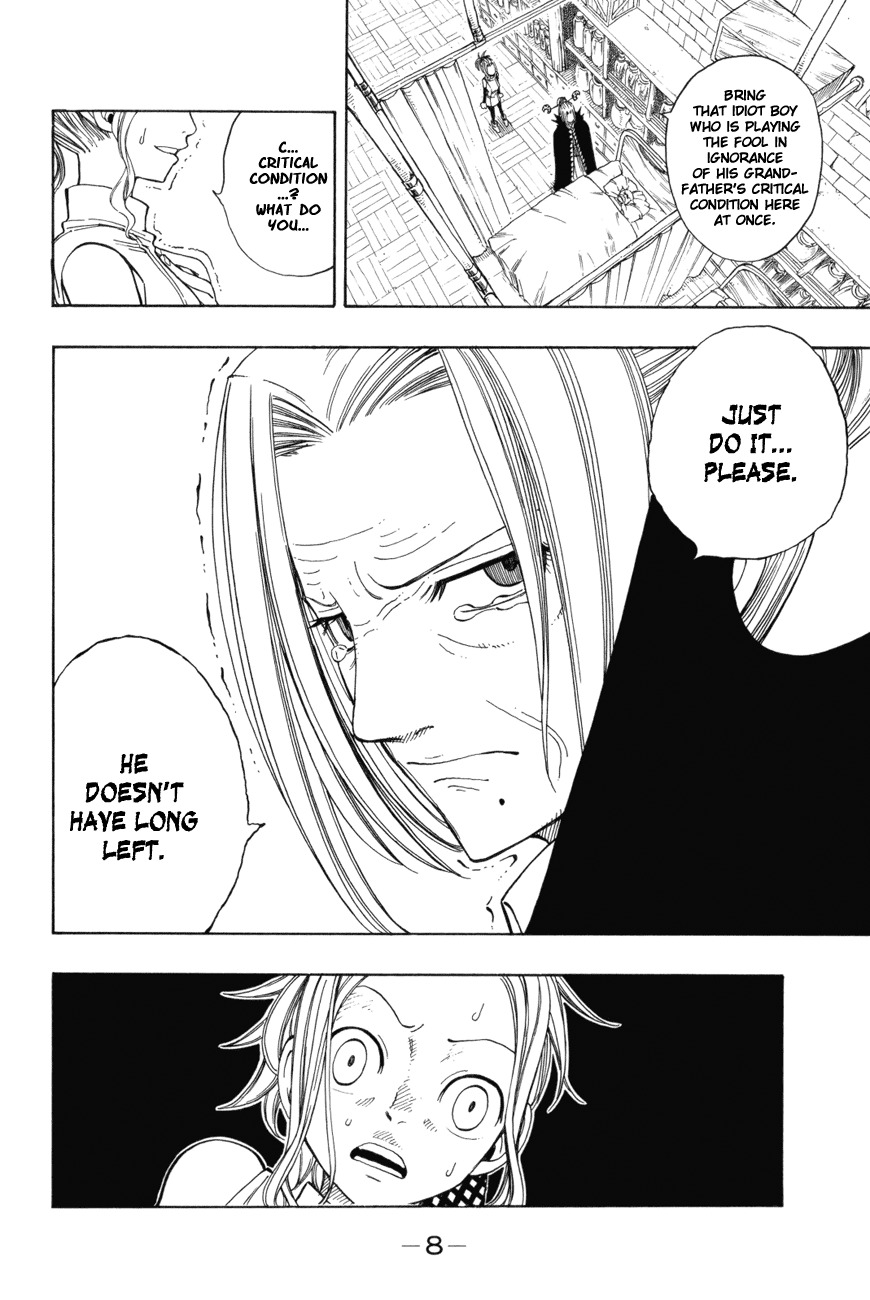 BRING
THAT IDIOT BOY
WHO IS PLAYING
THE FOOL IN
IGNORANCE
OF HIS GRAND-
FATHER'S CRITICAL
CONDITION HERE
AT ONCE.
C...
CRITICAL
CONDITION
...?
WHAT DO
YOU...
JUST
DO IT...
PLEASE.
HE
DOESN'T
HAVE LONG
LEFT.
—8—